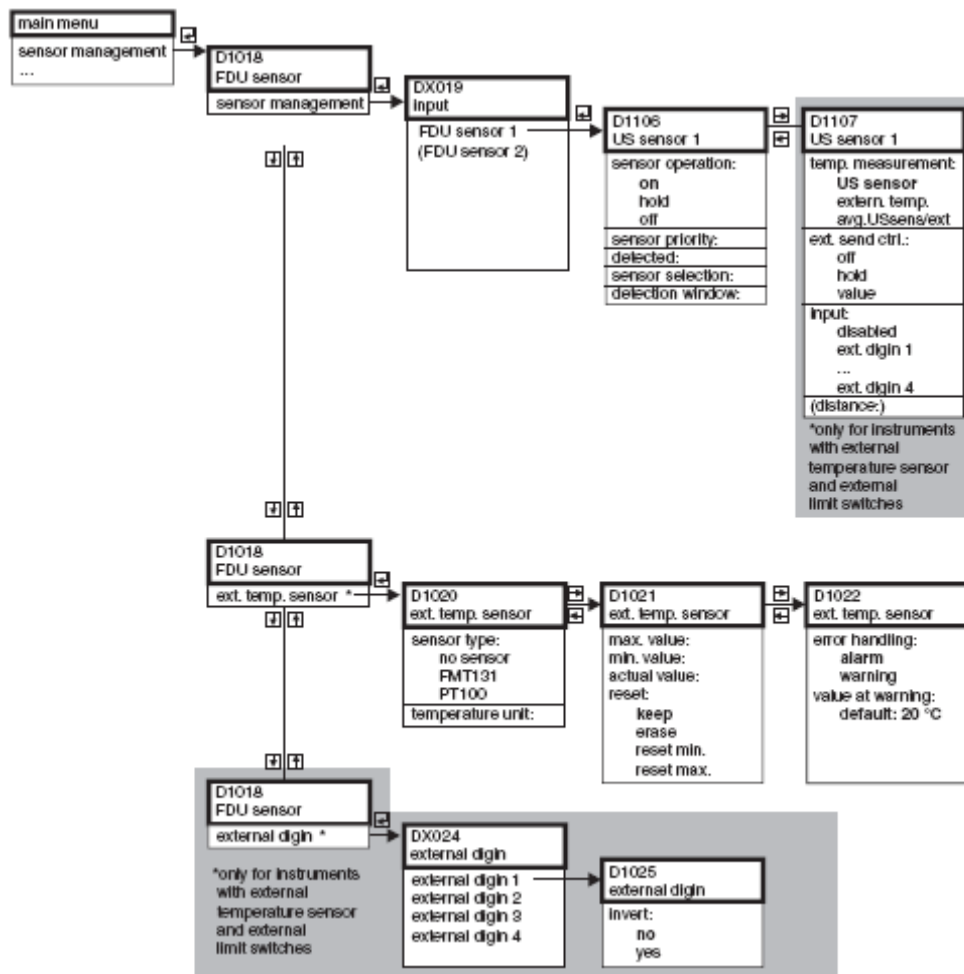 main menu
sensor management
...
D1018
FDU sensor
sensor management
DX019
input
FDU sensor 1
(FDU sensor 2)
D1106
US sensor 1
sensor operation:
on
hold
off
sensor priority:
detected:
sensor selection:
detection window:
D1107
US sensor 1
temp. measurement:
US sensor
extern. temp.
avg.USsens/ext
ext. send ctrl.:
off
hold
value
input:
disabled
ext. digin 1
...
ext. digin 4
(distance:)
*only for instruments
with external
temperature sensor
and external
limit switches
D1018
FDU sensor
ext. temp. sensor *
D1020
ext. temp. sensor
sensor type:
no sensor
FMT131
PT100
temperature unit:
D1021
ext. temp. sensor
max. value:
min. value:
actual value:
reset:
keep
erase
reset min.
reset max.
D1022
ext. temp. sensor
error handling:
alarm
warning
value at warning:
default: 20 °C
D1018
FDU sensor
external digin *
*only for instruments
with external
temperature sensor
and external
limit switches
DX024
external digin
external digin 1
external digin 2
external digin 3
external digin 4
D1025
external digin
invert:
no
yes